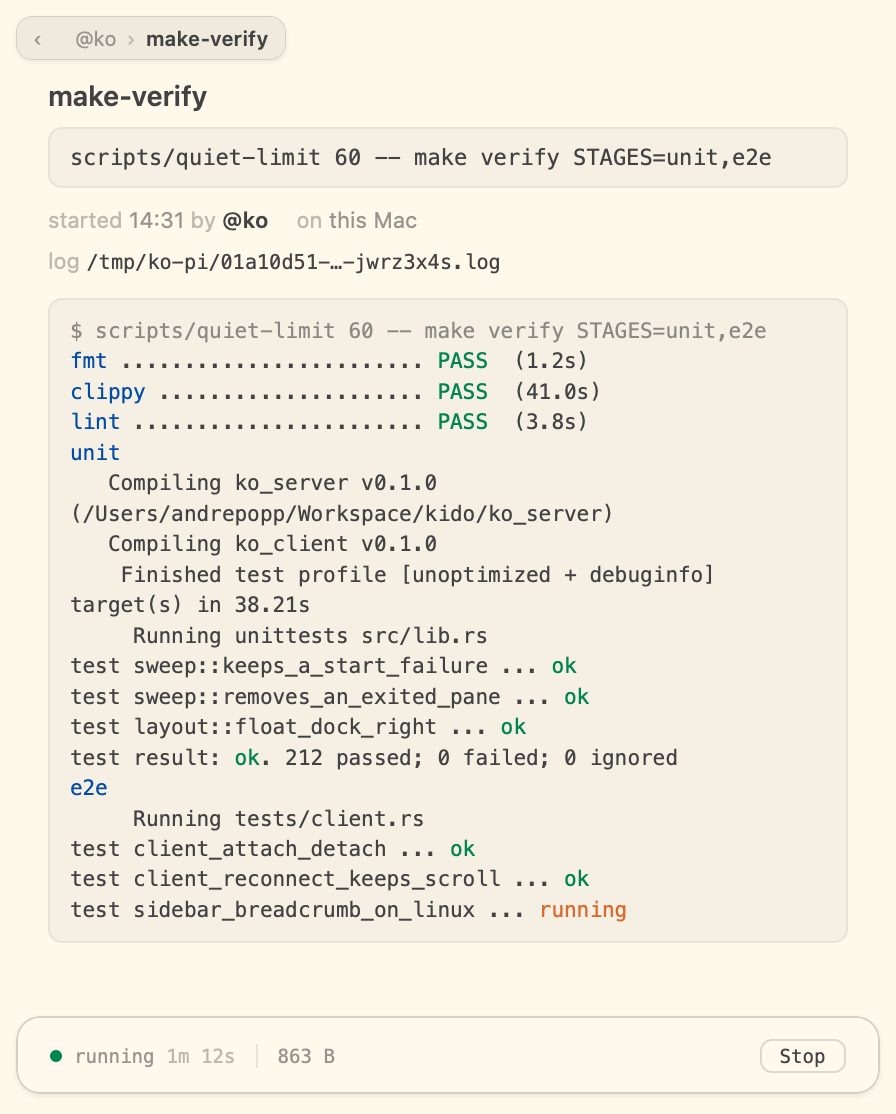 ‹ @ko › make-verify
make-verify
scripts/quiet-limit 60 -- make verify STAGES=unit,e2e
started 14:31 by @ko on this Mac
log /tmp/ko-pi/01a10d51-…-jwrz3x4s.log
$ scripts/quiet-limit 60 -- make verify STAGES=unit,e2e
fmt ........................ PASS (1.2s)
clippy ..................... PASS (41.0s)
lint ....................... PASS (3.8s)
unit
Compiling ko_server v0.1.0
(/Users/andrepopp/Workspace/kido/ko_server)
Compiling ko_client v0.1.0
Finished test profile [unoptimized + debuginfo]
target(s) in 38.21s
Running unittests src/lib.rs
test sweep::keeps_a_start_failure ... ok
test sweep::removes_an_exited_pane ... ok
test layout::float_dock_right ... ok
test result: ok. 212 passed; 0 failed; 0 ignored
e2e
Running tests/client.rs
test client_attach_detach ... ok
test client_reconnect_keeps_scroll ... ok
test sidebar_breadcrumb_on_linux ... running
running 1m 12s 863 B Stop